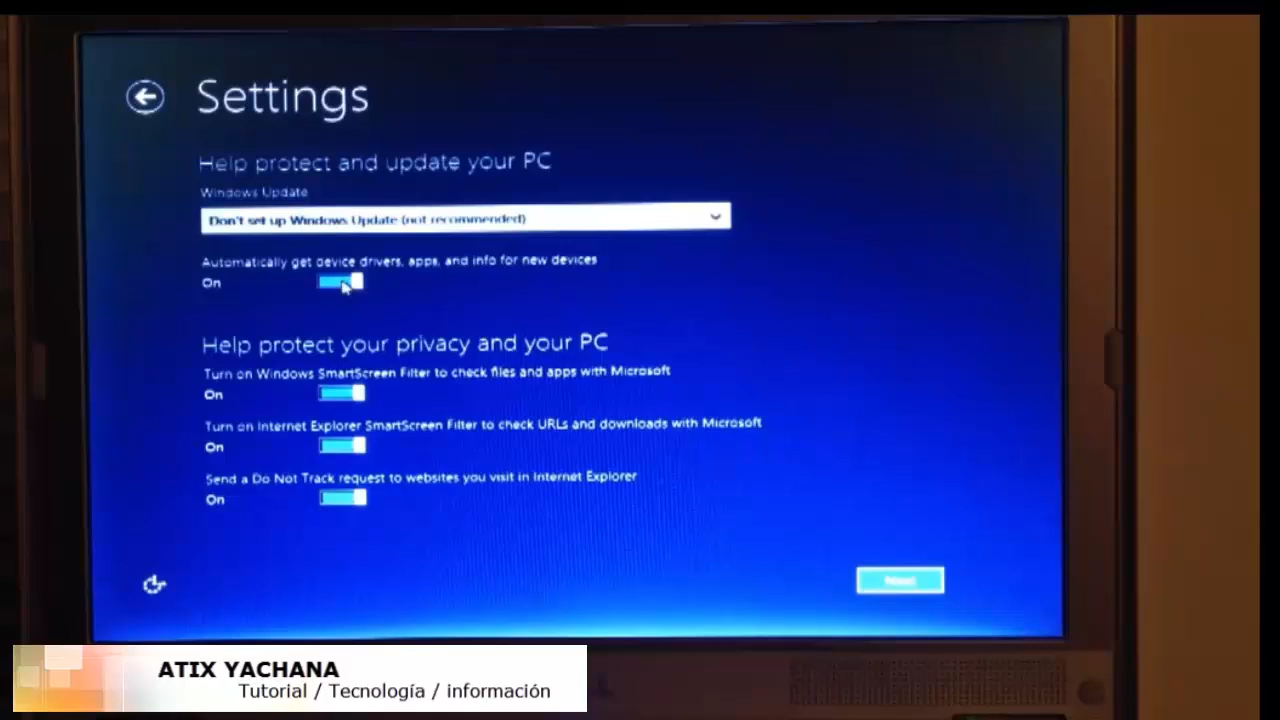 Settings
Help protect and update your PC
Windows Update
Don't set up Windows Update (not recommended)
Automatically get device drivers, apps, and info for new devices
On
Help protect your privacy and your PC
Turn on Windows SmartScreen Filter to check files and apps with Microsoft
On
Turn on Internet Explorer SmartScreen Filter to check URLs and downloads with Microsoft
On
Send a Do Not Track request to websites you visit in Internet Explorer
On
Next
ATIX YACHANA
Tutorial / Tecnología / información